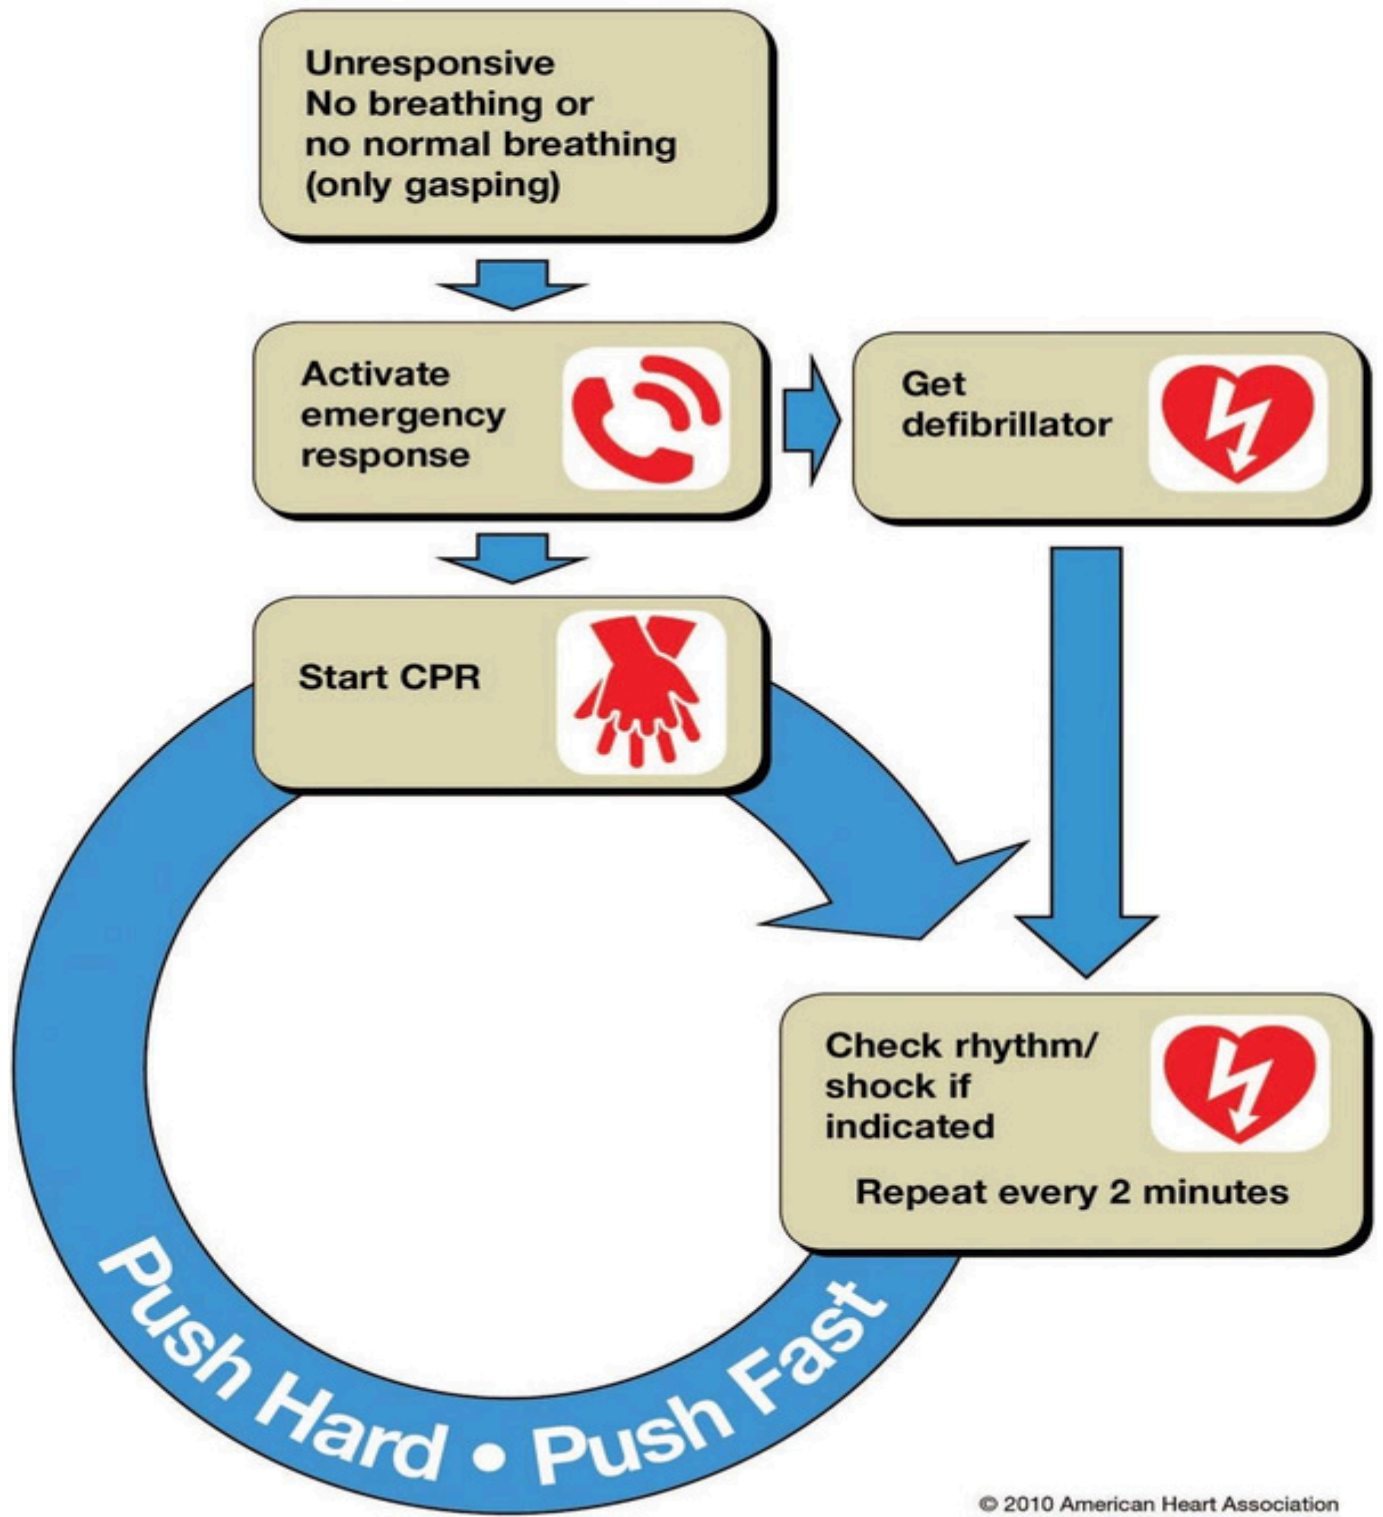 Unresponsive
No breathing or
no normal breathing
(only gasping)
Activate
emergency
response
Get
defibrillator
Start CPR
Check rhythm/
shock if
indicated
Repeat every 2 minutes
Push Hard • Push Fast
© 2010 American Heart Association